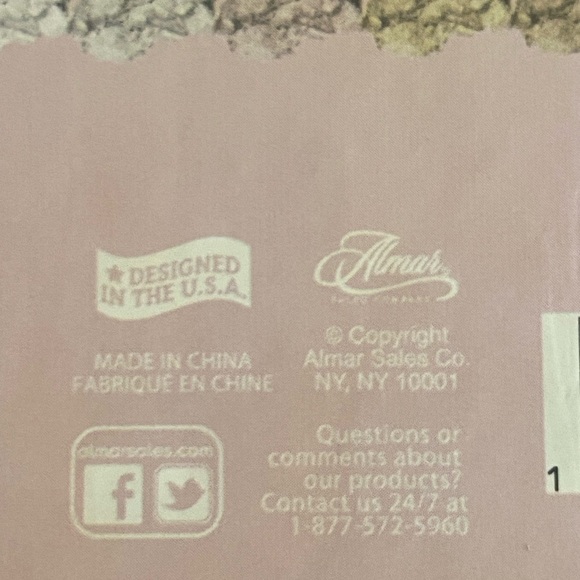 ★ DESIGNED
IN THE U.S.A.
Almar
MADE IN CHINA
FABRIQUÉ EN CHINE
© Copyright
Almar Sales Co.
NY, NY 10001
almarsales.com
Questions or
comments about
our products?
Contact us 24/7 at
1-877-572-5960
1